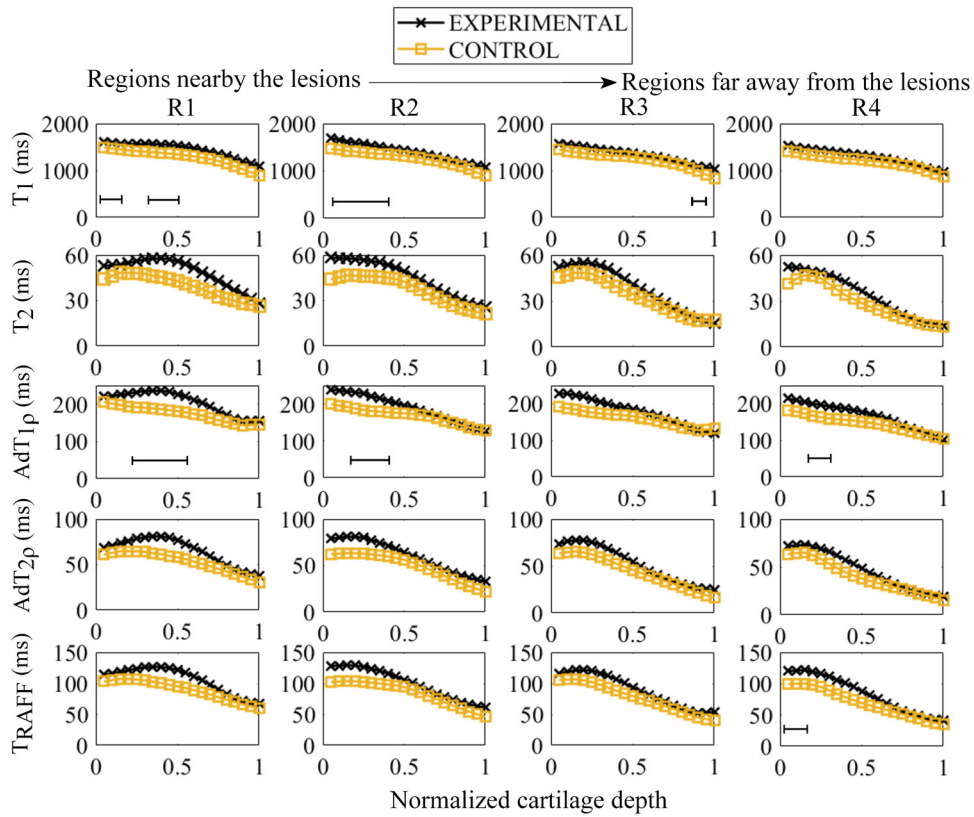 EXPERIMENTAL
CONTROL
Regions nearby the lesions
Regions far away from the lesions
R1 R2 R3 R4
T1 (ms)
2000 2000 2000 2000
1000 1000 1000 1000
0 0 0 0
0 0.5 1 0 0.5 1 0 0.5 1 0 0.5 1
T2 (ms)
60 60 60 60
30 30 30 30
0 0 0 0
0 0.5 1 0 0.5 1 0 0.5 1 0 0.5 1
AdT1ρ (ms)
200 200 200 200
100 100 100 100
0 0 0 0
0 0.5 1 0 0.5 1 0 0.5 1 0 0.5 1
AdT2ρ (ms)
100 100 100 100
50 50 50 50
0 0 0 0
0 0.5 1 0 0.5 1 0 0.5 1 0 0.5 1
TRAFF (ms)
150 150 150 150
100 100 100 100
50 50 50 50
0 0 0 0
0 0.5 1 0 0.5 1 0 0.5 1 0 0.5 1
Normalized cartilage depth